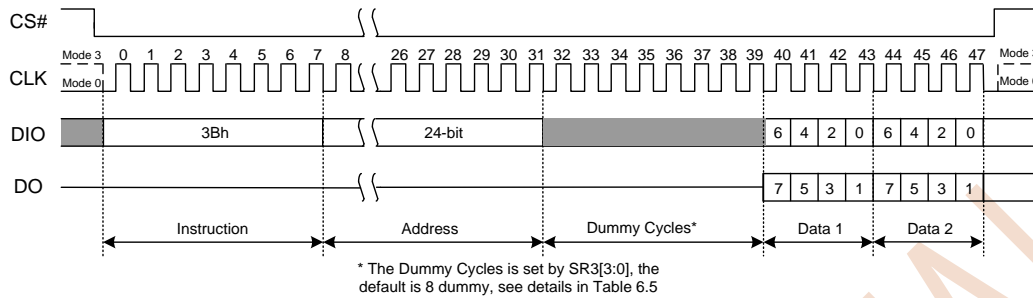 CS#
Mode 3 0 1 2 3 4 5 6 7 8 26 27 28 29 30 31 32 33 34 35 36 37 38 39 40 41 42 43 44 45 46 47 Mode 3
CLK
Mode 0
DIO 3Bh 24-bit 6 4 2 0 6 4 2 0
DO 7 5 3 1 7 5 3 1
Instruction Address Dummy Cycles* Data 1 Data 2
* The Dummy Cycles is set by SR3[3:0], the
default is 8 dummy, see details in Table 6.5